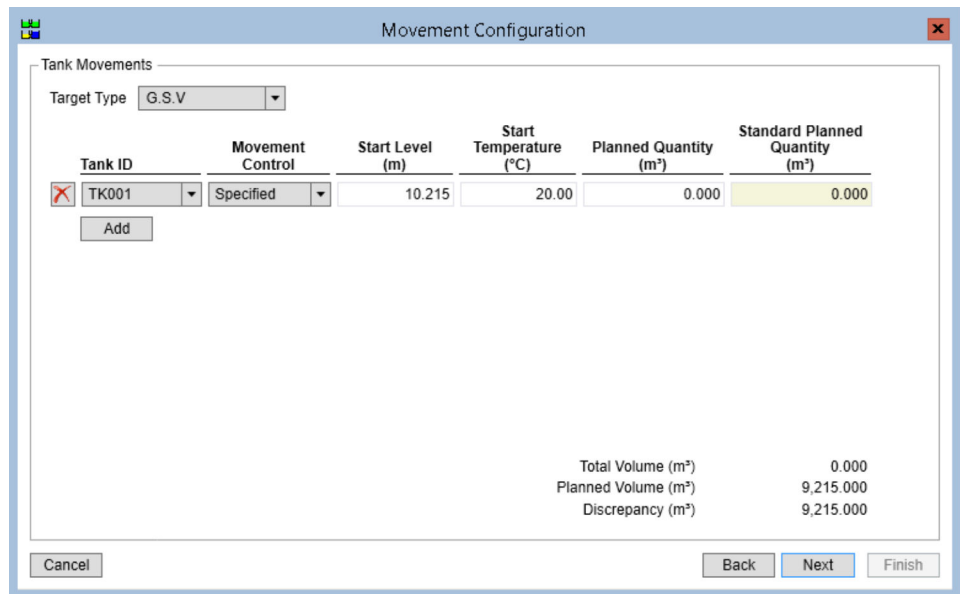 Movement Configuration
Tank Movements
Target Type G.S.V
Tank ID Movement Control Start Level (m) Start Temperature (°C) Planned Quantity (m³) Standard Planned Quantity (m³)
TK001 Specified 10.215 20.00 0.000 0.000
Add
Total Volume (m³) 0.000
Planned Volume (m³) 9,215.000
Discrepancy (m³) 9,215.000
Cancel Back Next Finish